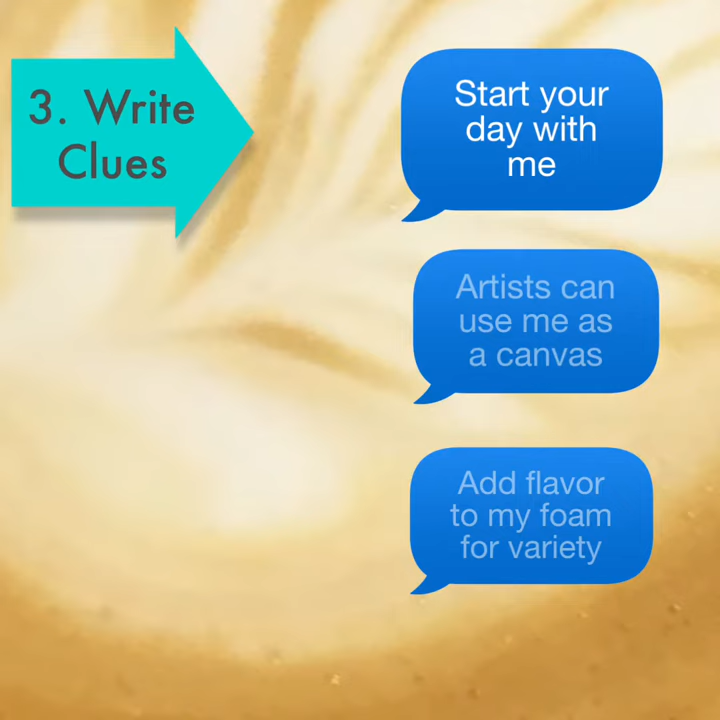 3. Write
Clues
Start your
day with
me
Artists can
use me as
a canvas
Add flavor
to my foam
for variety